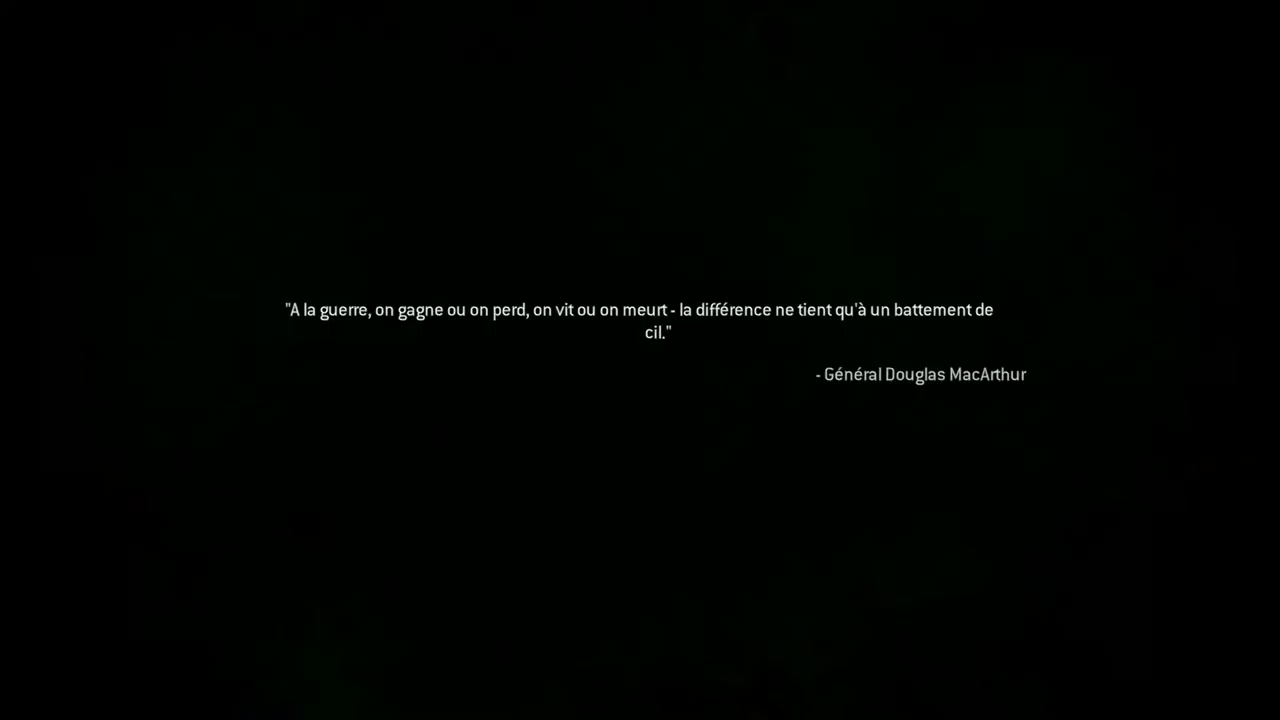 "A la guerre, on gagne ou on perd, on vit ou on meurt - la différence ne tient qu'à un battement de
cil."
- Général Douglas MacArthur